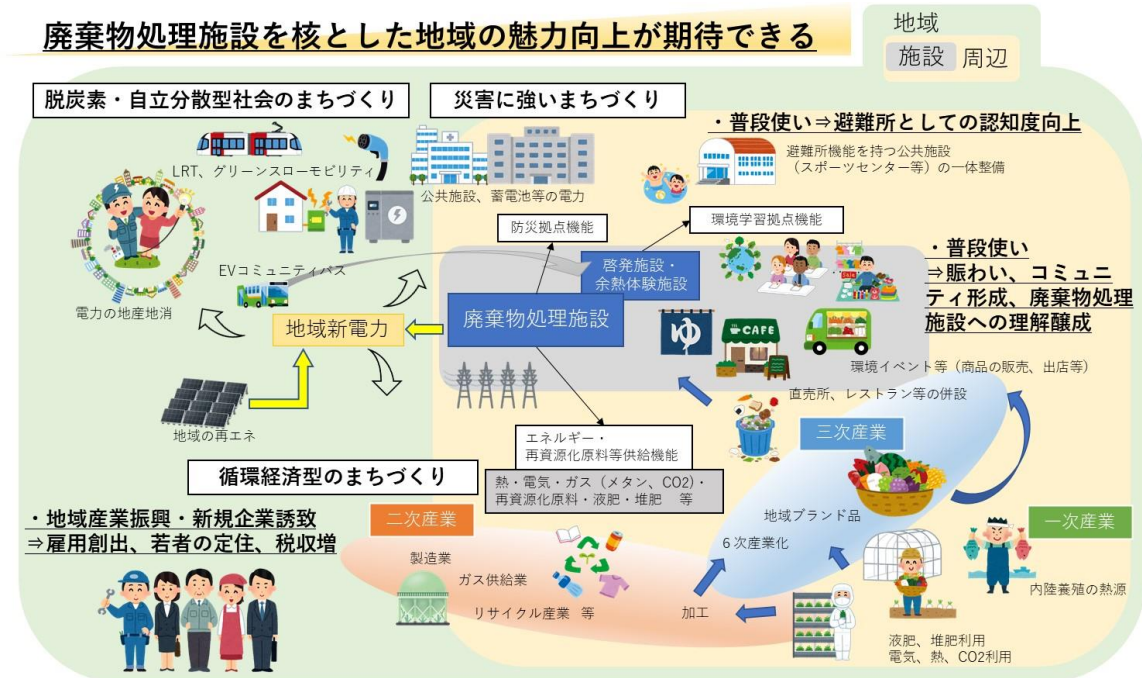 廃棄物処理施設を核とした地域の魅力向上が期待できる
地域
施設 周辺
脱炭素・自立分散型社会のまちづくり
災害に強いまちづくり
・普段使い⇒避難所としての認知度向上
避難所機能を持つ公共施設
（スポーツセンター等）の一体整備
LRT、グリーンスローモビリティ
公共施設、蓄電池等の電力
防災拠点機能
環境学習拠点機能
電力の地産地消
EVコミュニティバス
地域新電力
地域の再エネ
啓発施設・
余熱体験施設
廃棄物処理施設
・普段使い
⇒賑わい、コミュニ
ティ形成、廃棄物処理
施設への理解醸成
ゆ
CAFE
環境イベント等（商品の販売、出店等）
直売所、レストラン等の併設
エネルギー・
再資源化原料等供給機能
熱・電気・ガス（メタン、CO2)・
再資源化原料・液肥・堆肥　等
循環経済型のまちづくり
・地域産業振興・新規企業誘致
⇒雇用創出、若者の定住、税収増
二次産業
製造業
ガス供給業
リサイクル産業 等
加工
三次産業
地域ブランド品
６次産業化
一次産業
内陸養殖の熱源
液肥、堆肥利用
電気、熱、CO2利用